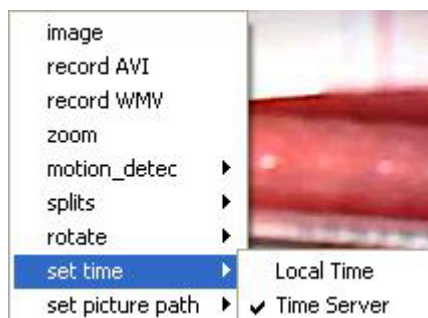 image
record AVI
record WMV
zoom
motion_detec
splits
rotate
set time
set picture path
Local Time
Time Server